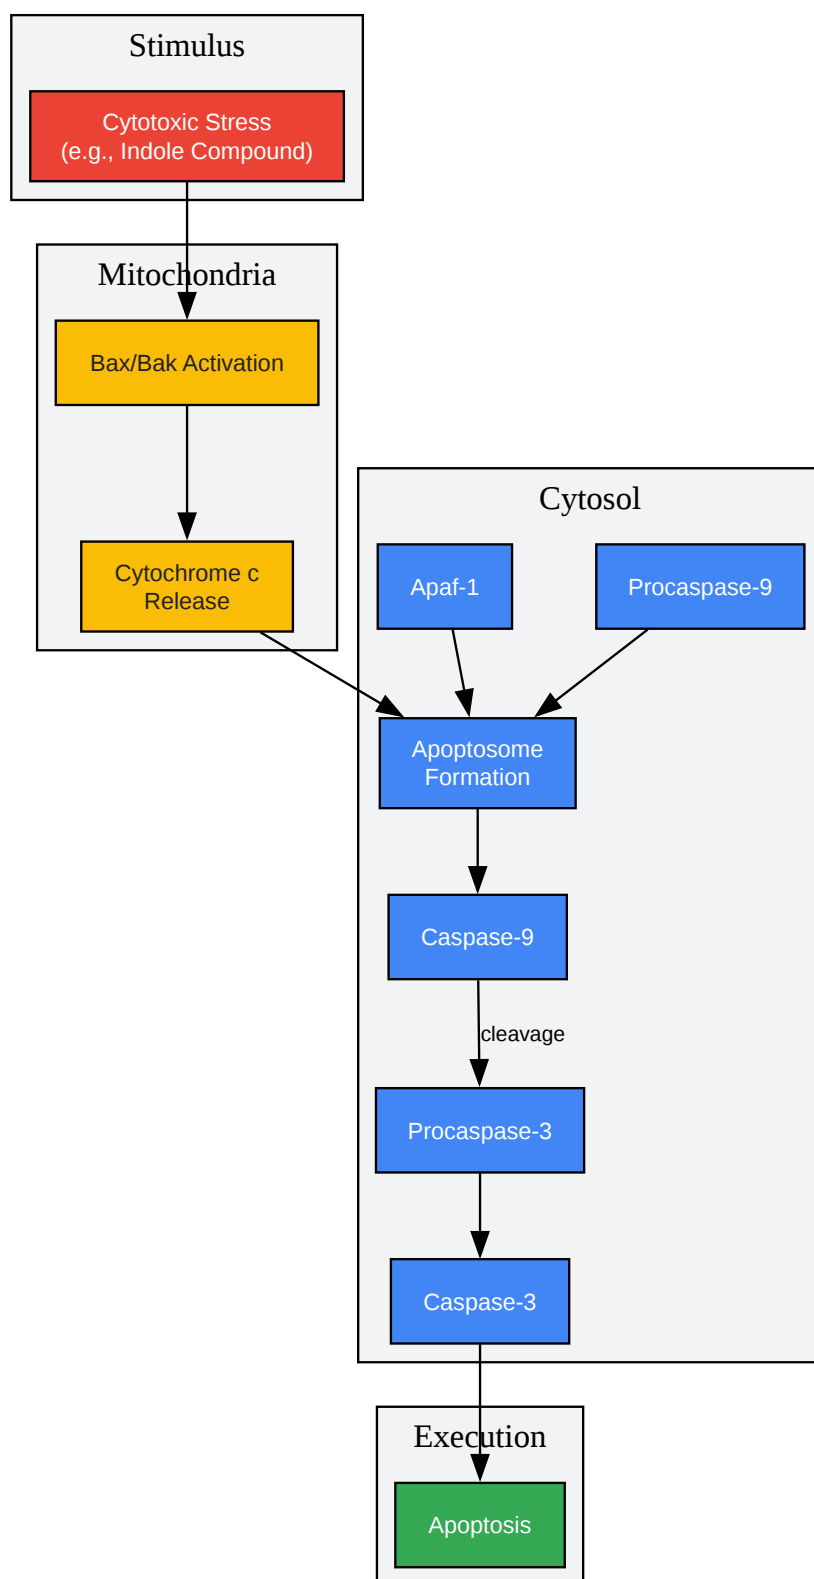 Stimulus
Cytotoxic Stress
(e.g., Indole Compound)
Mitochondria
Bax/Bak Activation
Cytochrome c
Release
Cytosol
Apaf-1
Procaspase-9
Apoptosome
Formation
Caspase-9
cleavage
Procaspase-3
Caspase-3
Execution
Apoptosis